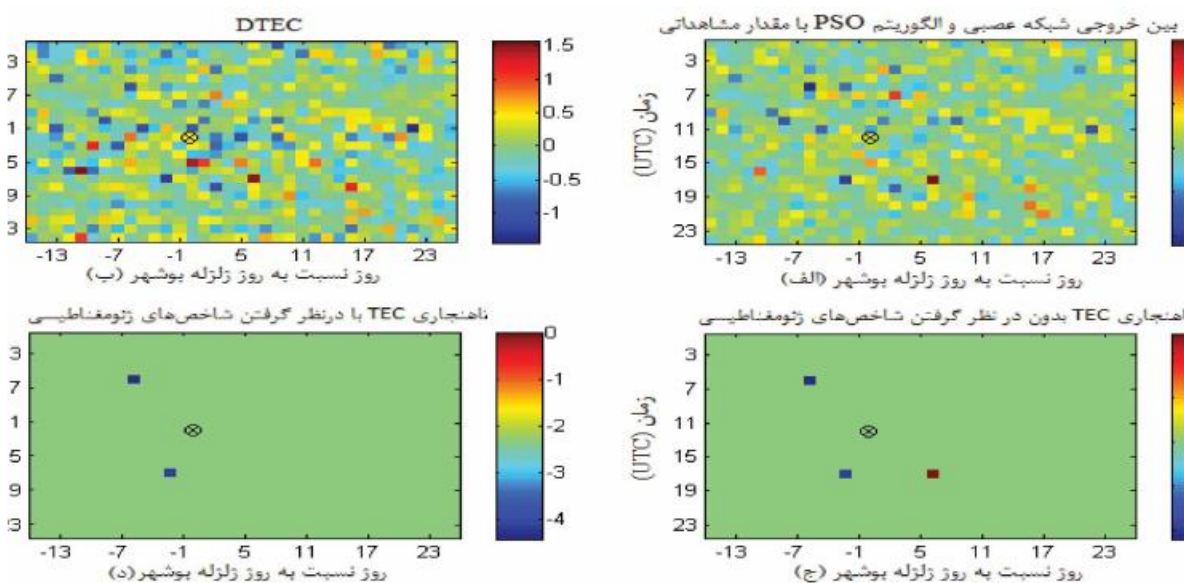 بین خروجی شبکه عصبی و الگوریتم PSO با مقدار مشاهداتی
زمان (UTC)
3
7
11
15
19
23
-13 -7 -1 5 11 17 23
روز نسبت به روز زلزله بوشهر (الف)
DTEC
3
7
1
5
9
3
-13 -7 -1 5 11 17 23
1.5
1
0.5
0
-0.5
-1
روز نسبت به روز زلزله بوشهر (ب)
ناهنجاری TEC بدون در نظر گرفتن شاخص‌های ژئومغناطیسی
زمان (UTC)
3
7
11
15
19
23
-13 -7 -1 5 11 17 23
روز نسبت به روز زلزله بوشهر (ج)
ناهنجاری TEC با درنظر گرفتن شاخص‌های ژئومغناطیسی
3
7
1
5
9
3
-13 -7 -1 5 11 17 23
0
-1
-2
-3
-4
روز نسبت به روز زلزله بوشهر (د)